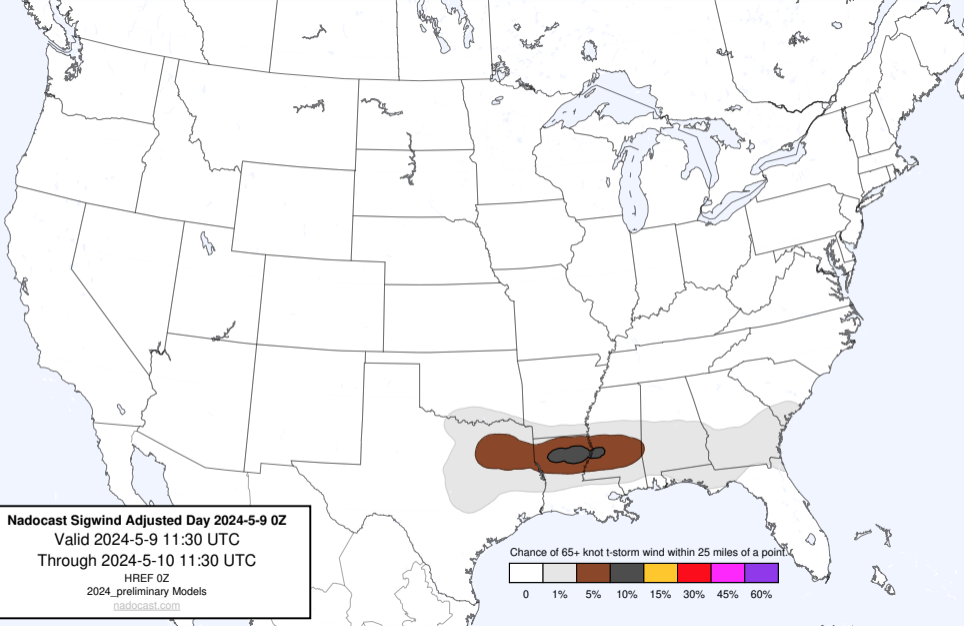 Nadocast Sigwind Adjusted Day 2024-5-9 0Z
Valid 2024-5-9 11:30 UTC
Through 2024-5-10 11:30 UTC
HREF 0Z
2024_preliminary Models
nadocast.com
Chance of 65+ knot t-storm wind within 25 miles of a point.
0 1% 5% 10% 15% 30% 45% 60%